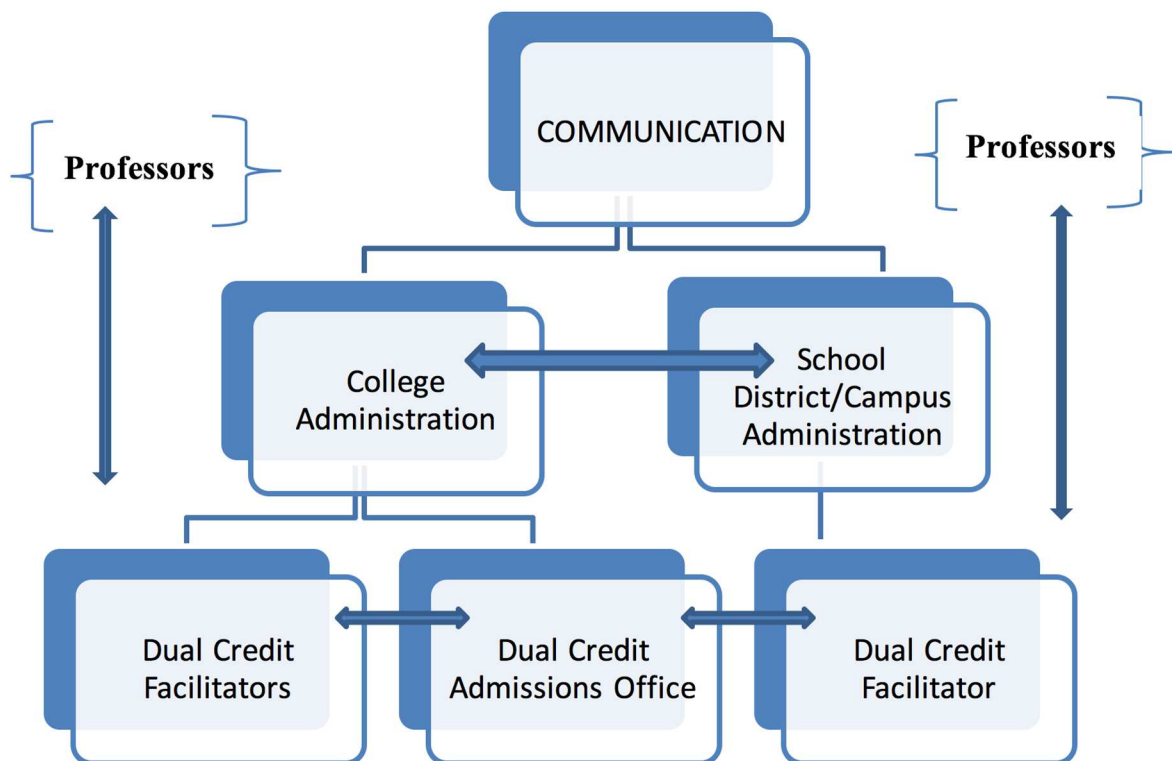 COMMUNICATION
Professors
Professors
College
Administration
School
District/Campus
Administration
Dual Credit
Facilitators
Dual Credit
Admissions Office
Dual Credit
Facilitator